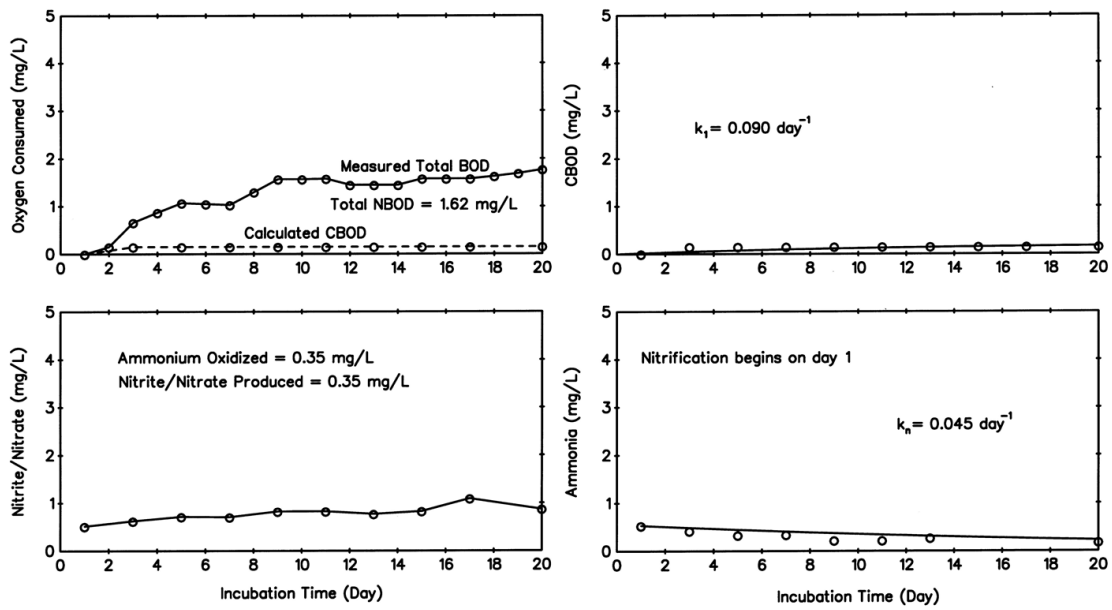 Oxygen Consumed (mg/L)
5
4
3
2
1
0
Measured Total BOD
Total NBOD = 1.62 mg/L
Calculated CBOD
0 2 4 6 8 10 12 14 16 18 20
CBOD (mg/L)
5
4
3
2
1
0
k₁= 0.090 day⁻¹
0 2 4 6 8 10 12 14 16 18 20
Nitrite/Nitrate (mg/L)
5
4
3
2
1
0
Ammonium Oxidized = 0.35 mg/L
Nitrite/Nitrate Produced = 0.35 mg/L
0 2 4 6 8 10 12 14 16 18 20
Incubation Time (Day)
Ammonia (mg/L)
5
4
3
2
1
0
Nitrification begins on day 1
kₙ= 0.045 day⁻¹
0 2 4 6 8 10 12 14 16 18 20
Incubation Time (Day)